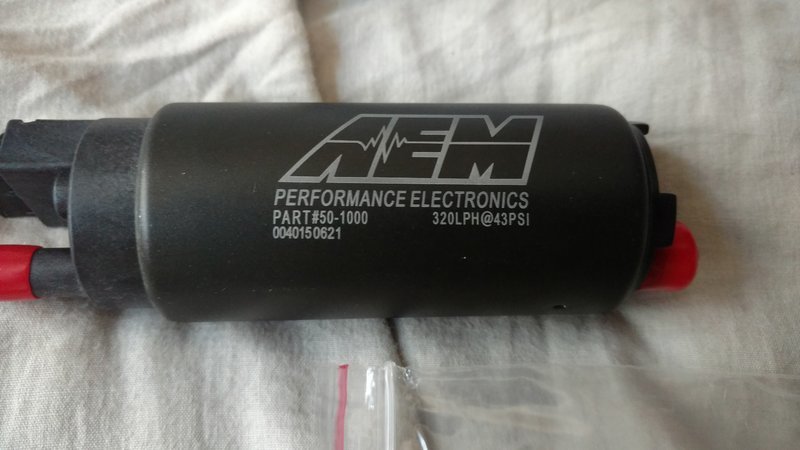 AEM
PERFORMANCE ELECTRONICS
PART#50-1000 320LPH@43PSI
0040150621